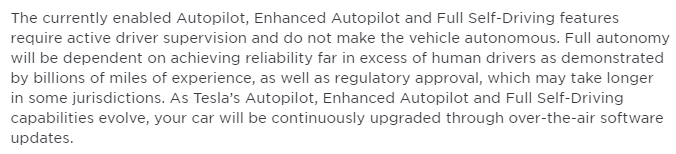 The currently enabled Autopilot, Enhanced Autopilot and Full Self-Driving features
require active driver supervision and do not make the vehicle autonomous. Full autonomy
will be dependent on achieving reliability far in excess of human drivers as demonstrated
by billions of miles of experience, as well as regulatory approval, which may take longer
in some jurisdictions. As Tesla's Autopilot, Enhanced Autopilot and Full Self-Driving
capabilities evolve, your car will be continuously upgraded through over-the-air software
updates.